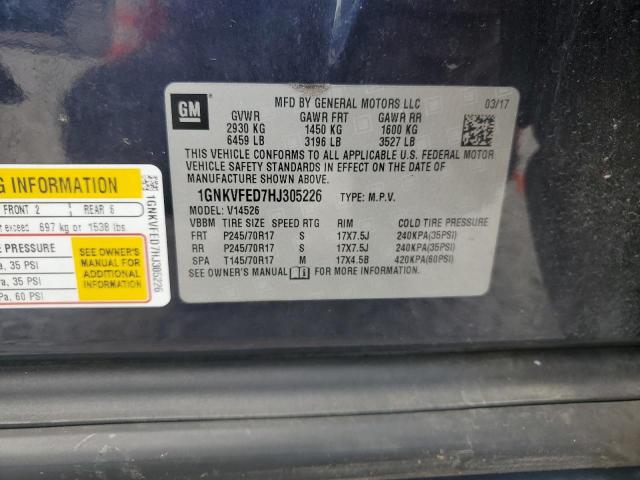 GM
MFD BY GENERAL MOTORS LLC 03/17
GVWR GAWR FRT GAWR RR
2930 KG 1450 KG 1600 KG
6459 LB 3196 LB 3527 LB
THIS VEHICLE CONFORMS TO ALL APPLICABLE U.S. FEDERAL MOTOR
VEHICLE SAFETY STANDARDS IN EFFECT ON THE DATE OF
MANUFACTURE SHOWN ABOVE.
1GNKVFED7HJ305226 TYPE: M.P.V.
MODEL: V14526
VBBM TIRE SIZE SPEED RTG RIM COLD TIRE PRESSURE
FRT P245/70R17 S 17X7.5J 240KPA(35PSI)
RR P245/70R17 S 17X7.5J 240KPA(35PSI)
SPA T145/70R17 M 17X4.5B 420KPA(60PSI)
SEE OWNER'S MANUAL FOR MORE INFORMATION
G INFORMATION
FRONT 2 REAR 6
exceed 697 kg or 1538 lbs
E PRESSURE
a, 35 PSI
a, 35 PSI
a, 60 PSI
SEE OWNER'S
MANUAL FOR
ADDITIONAL
INFORMATION
1GNKVFED7HJ305226